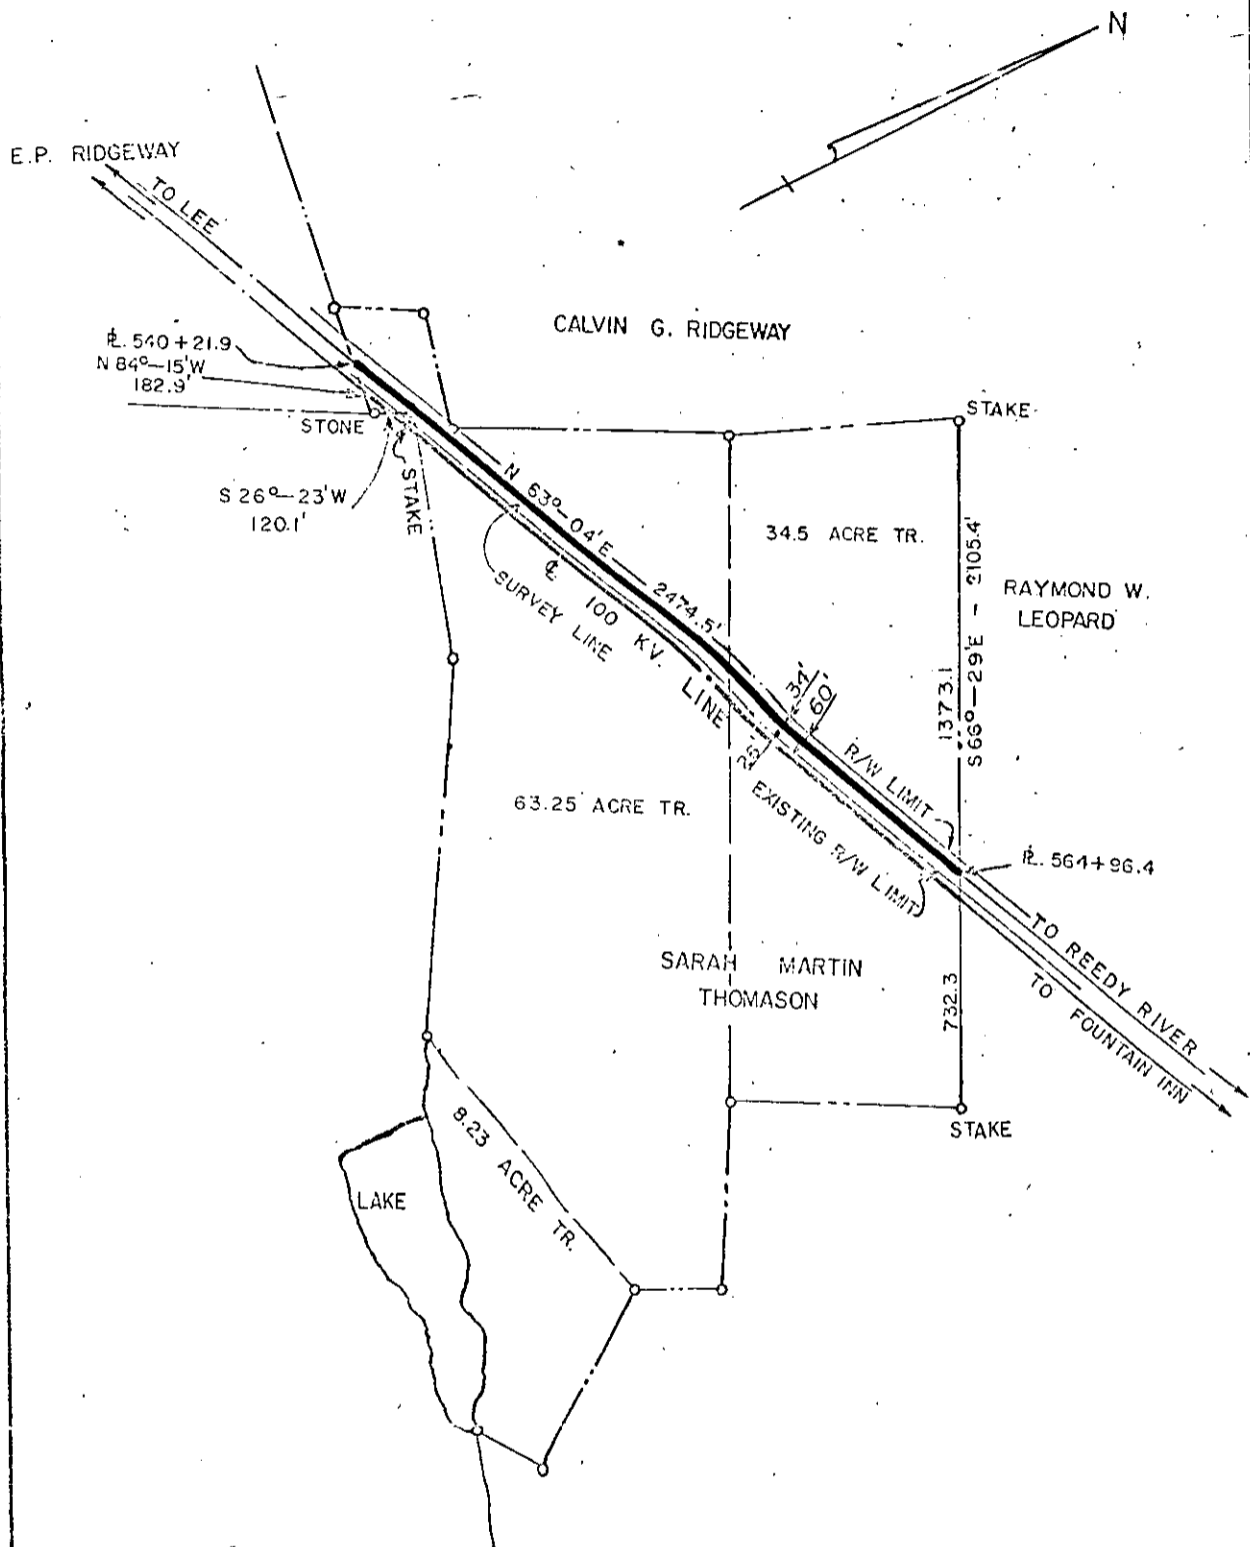 N
E.P. RIDGEWAY
TO LEE
CALVIN G. RIDGEWAY
℄. 540+21.9
N 84°—15'W
182.9'
STONE
STAKE
S 26°—23'W
120.1'
STAKE
N 63°—04'E 2474.5'
34.5 ACRE TR.
1373.1
S 66°—29'E - 2105.4'
RAYMOND W.
LEOPARD
℄ 100 KV. LINE
SURVEY LINE
34'
60'
26'
R/W LIMIT
63.25 ACRE TR.
EXISTING R/W LIMIT
564+96.4
SARAH MARTIN
THOMASON
732.3
TO REEDY RIVER
TO FOUNTAIN INN
STAKE
8.23 ACRE TR.
LAKE